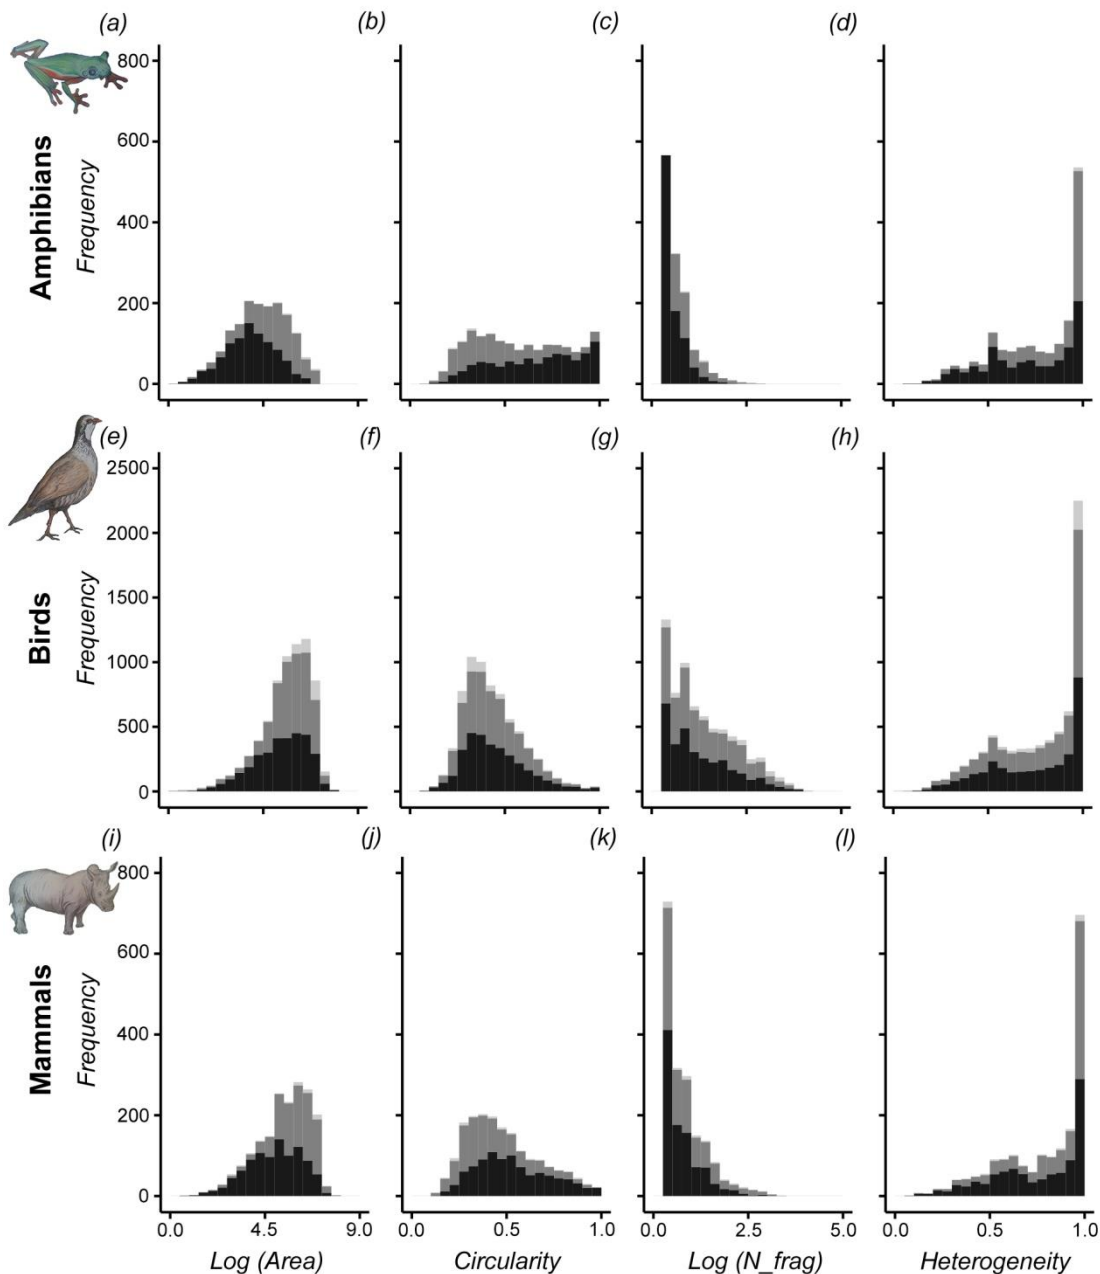 (a) (b) (c) (d)
Amphibians
Frequency
800
600
400
200
0
(e) (f) (g) (h)
Birds
Frequency
2500
2000
1500
1000
500
0
(i) (j) (k) (l)
Mammals
Frequency
800
600
400
200
0
0.0 4.5 9.0 0.0 0.5 1.0 0.0 2.5 5.0 0.0 0.5 1.0
Log (Area) Circularity Log (N_frag) Heterogeneity